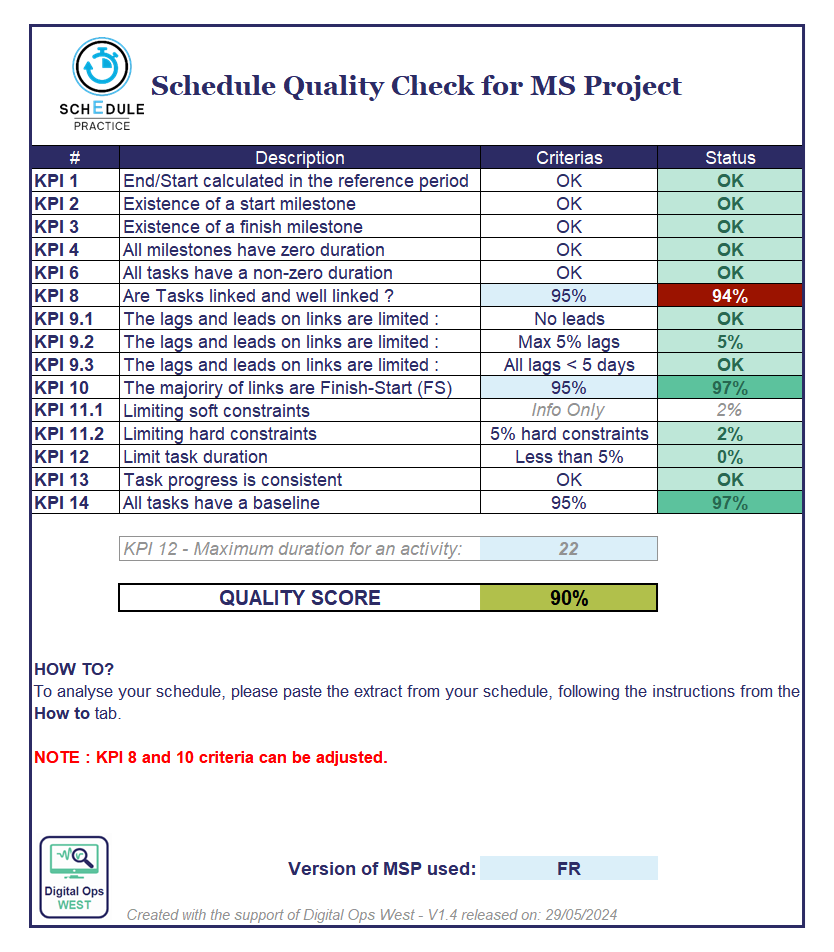 SCHEDULE
PRACTICE
Schedule Quality Check for MS Project
# Description Criterias Status
KPI 1 End/Start calculated in the reference period OK OK
KPI 2 Existence of a start milestone OK OK
KPI 3 Existence of a finish milestone OK OK
KPI 4 All milestones have zero duration OK OK
KPI 6 All tasks have a non-zero duration OK OK
KPI 8 Are Tasks linked and well linked ? 95% 94%
KPI 9.1 The lags and leads on links are limited : No leads OK
KPI 9.2 The lags and leads on links are limited : Max 5% lags 5%
KPI 9.3 The lags and leads on links are limited : All lags < 5 days OK
KPI 10 The majoriry of links are Finish-Start (FS) 95% 97%
KPI 11.1 Limiting soft constraints Info Only 2%
KPI 11.2 Limiting hard constraints 5% hard constraints 2%
KPI 12 Limit task duration Less than 5% 0%
KPI 13 Task progress is consistent OK OK
KPI 14 All tasks have a baseline 95% 97%
KPI 12 - Maximum duration for an activity: 22
QUALITY SCORE 90%
HOW TO?
To analyse your schedule, please paste the extract from your schedule, following the instructions from the
How to tab.
NOTE : KPI 8 and 10 criteria can be adjusted.
Digital Ops
WEST
Version of MSP used: FR
Created with the support of Digital Ops West - V1.4 released on: 29/05/2024